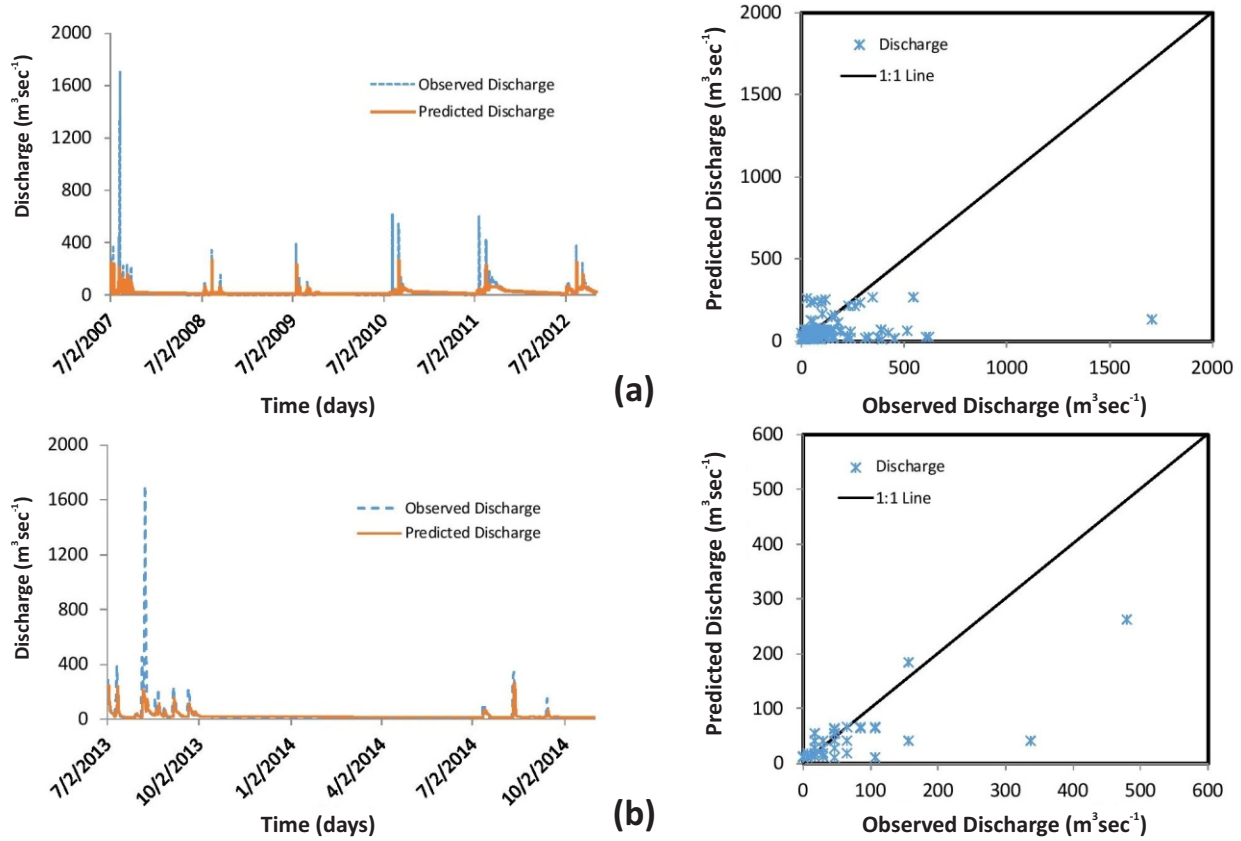 2000
1600
1200
800
400
0
Discharge (m³sec⁻¹)
Observed Discharge
Predicted Discharge
7/2/2007
7/2/2008
7/2/2009
7/2/2010
7/2/2011
7/2/2012
Time (days)
(a)
2000
1500
1000
500
0
Predicted Discharge (m³sec⁻¹)
Discharge
1:1 Line
0 500 1000 1500 2000
Observed Discharge (m³sec⁻¹)
2000
1600
1200
800
400
0
Discharge (m³sec⁻¹)
Observed Discharge
Predicted Discharge
7/2/2013
10/2/2013
1/2/2014
4/2/2014
7/2/2014
10/2/2014
Time (days)
(b)
600
500
400
300
200
100
0
Predicted Discharge (m³sec⁻¹)
Discharge
1:1 Line
0 100 200 300 400 500 600
Observed Discharge (m³sec⁻¹)